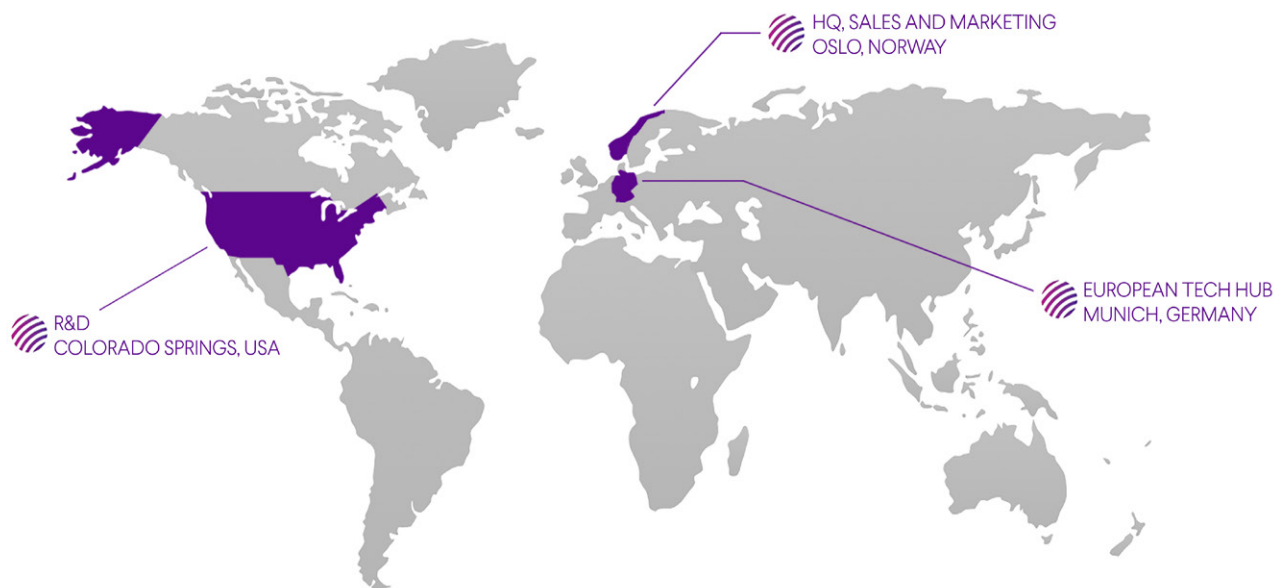 HQ, SALES AND MARKETING
OSLO, NORWAY
EUROPEAN TECH HUB
MUNICH, GERMANY
R&D
COLORADO SPRINGS, USA